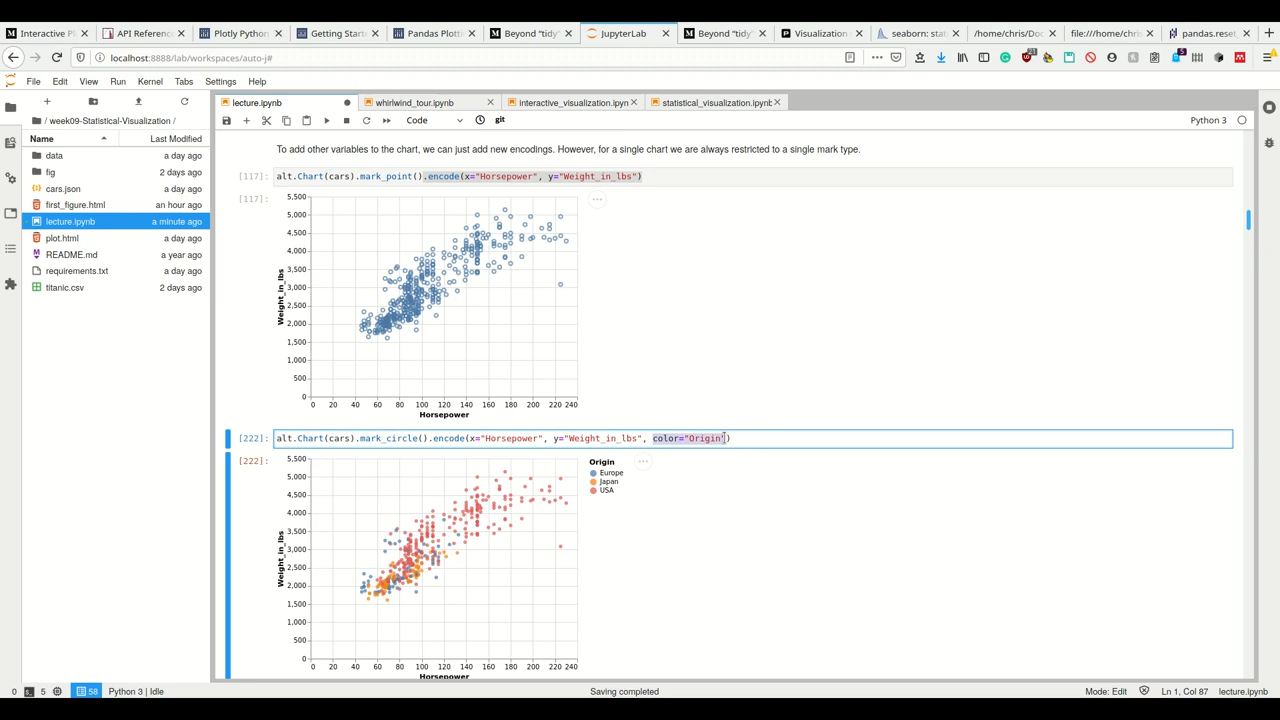 Interactive Pl
API Referenc
Plotly Python
Getting Starte
Pandas Plotti
Beyond “tidy
JupyterLab
Beyond “tidy
Visualization
seaborn: stat
/home/chris/Doc
file:///home/chris
pandas.reset
localhost:8888/lab/workspaces/auto-j#
File Edit View Run Kernel Tabs Settings Help
/ week09-Statistical-Visualization /
Name Last Modified
data a day ago
fig 2 days ago
cars.json a day ago
first_figure.html an hour ago
lecture.ipynb a minute ago
plot.html a day ago
README.md a year ago
requirements.txt a day ago
titanic.csv 2 days ago
lecture.ipynb
whirlwind_tour.ipynb
interactive_visualization.ipyn
statistical_visualization.ipynb
Code
git
Python 3
To add other variables to the chart, we can just add new encodings. However, for a single chart we are always restricted to a single mark type.
[117]: alt.Chart(cars).mark_point().encode(x="Horsepower", y="Weight_in_lbs")
[117]:
5,500
5,000
4,500
4,000
3,500
3,000
2,500
2,000
1,500
1,000
500
0
Weight_in_lbs
0 20 40 60 80 100 120 140 160 180 200 220 240
Horsepower
[222]: alt.Chart(cars).mark_circle().encode(x="Horsepower", y="Weight_in_lbs", color="Origin")
[222]:
5,500
5,000
4,500
4,000
3,500
3,000
2,500
2,000
1,500
1,000
500
0
Weight_in_lbs
0 20 40 60 80 100 120 140 160 180 200 220 240
Horsepower
Origin
Europe
Japan
USA
0 5 58 Python 3 | Idle
Saving completed
Mode: Edit
Ln 1, Col 87
lecture.ipynb